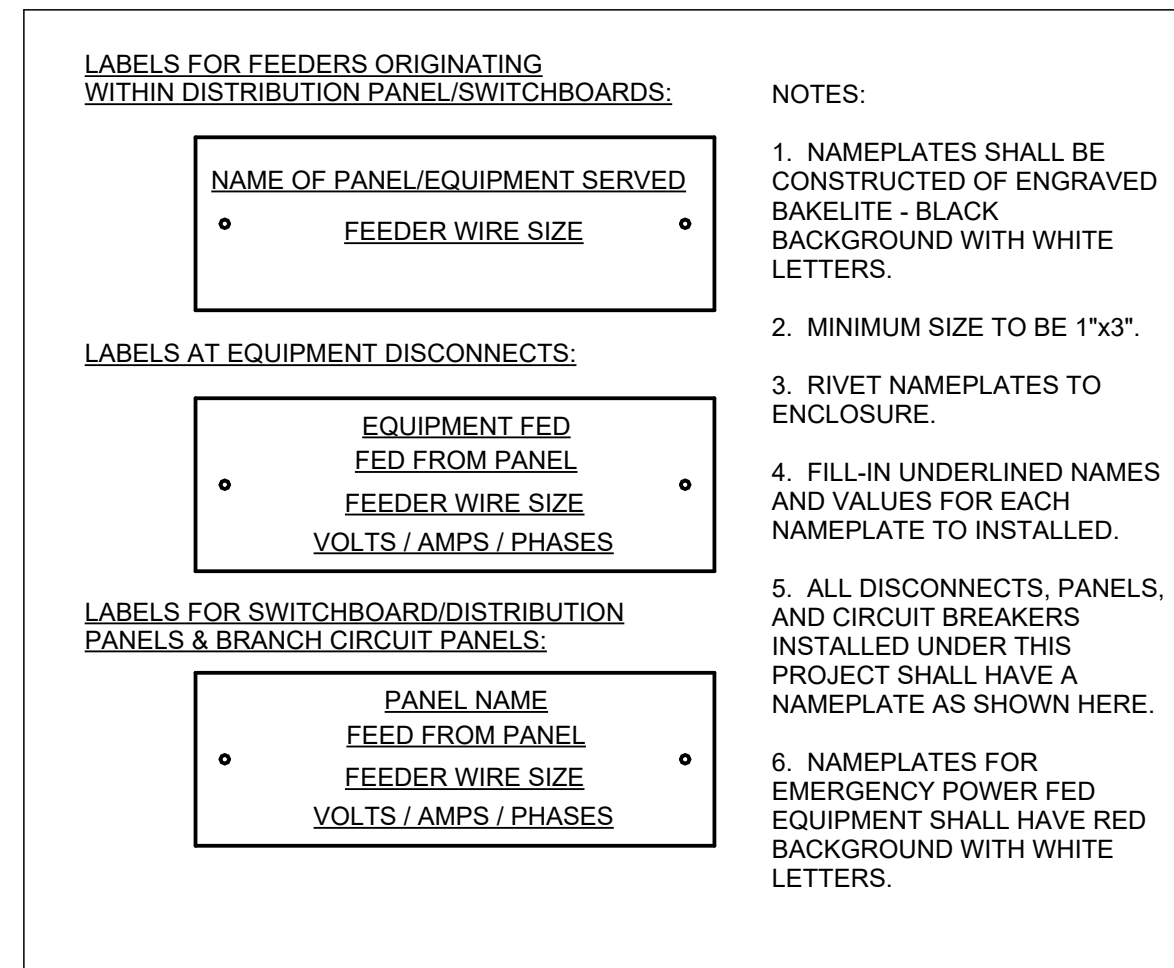 LABELS FOR FEEDERS ORIGINATING
WITHIN DISTRIBUTION PANEL/SWITCHBOARDS:
NAME OF PANEL/EQUIPMENT SERVED
FEEDER WIRE SIZE
LABELS AT EQUIPMENT DISCONNECTS:
EQUIPMENT FED
FED FROM PANEL
FEEDER WIRE SIZE
VOLTS / AMPS / PHASES
LABELS FOR SWITCHBOARD/DISTRIBUTION
PANELS & BRANCH CIRCUIT PANELS:
PANEL NAME
FEED FROM PANEL
FEEDER WIRE SIZE
VOLTS / AMPS / PHASES
NOTES:
1. NAMEPLATES SHALL BE
CONSTRUCTED OF ENGRAVED
BAKELITE - BLACK
BACKGROUND WITH WHITE
LETTERS.
2. MINIMUM SIZE TO BE 1"x3".
3. RIVET NAMEPLATES TO
ENCLOSURE.
4. FILL-IN UNDERLINED NAMES
AND VALUES FOR EACH
NAMEPLATE TO INSTALLED.
5. ALL DISCONNECTS, PANELS,
AND CIRCUIT BREAKERS
INSTALLED UNDER THIS
PROJECT SHALL HAVE A
NAMEPLATE AS SHOWN HERE.
6. NAMEPLATES FOR
EMERGENCY POWER FED
EQUIPMENT SHALL HAVE RED
BACKGROUND WITH WHITE
LETTERS.